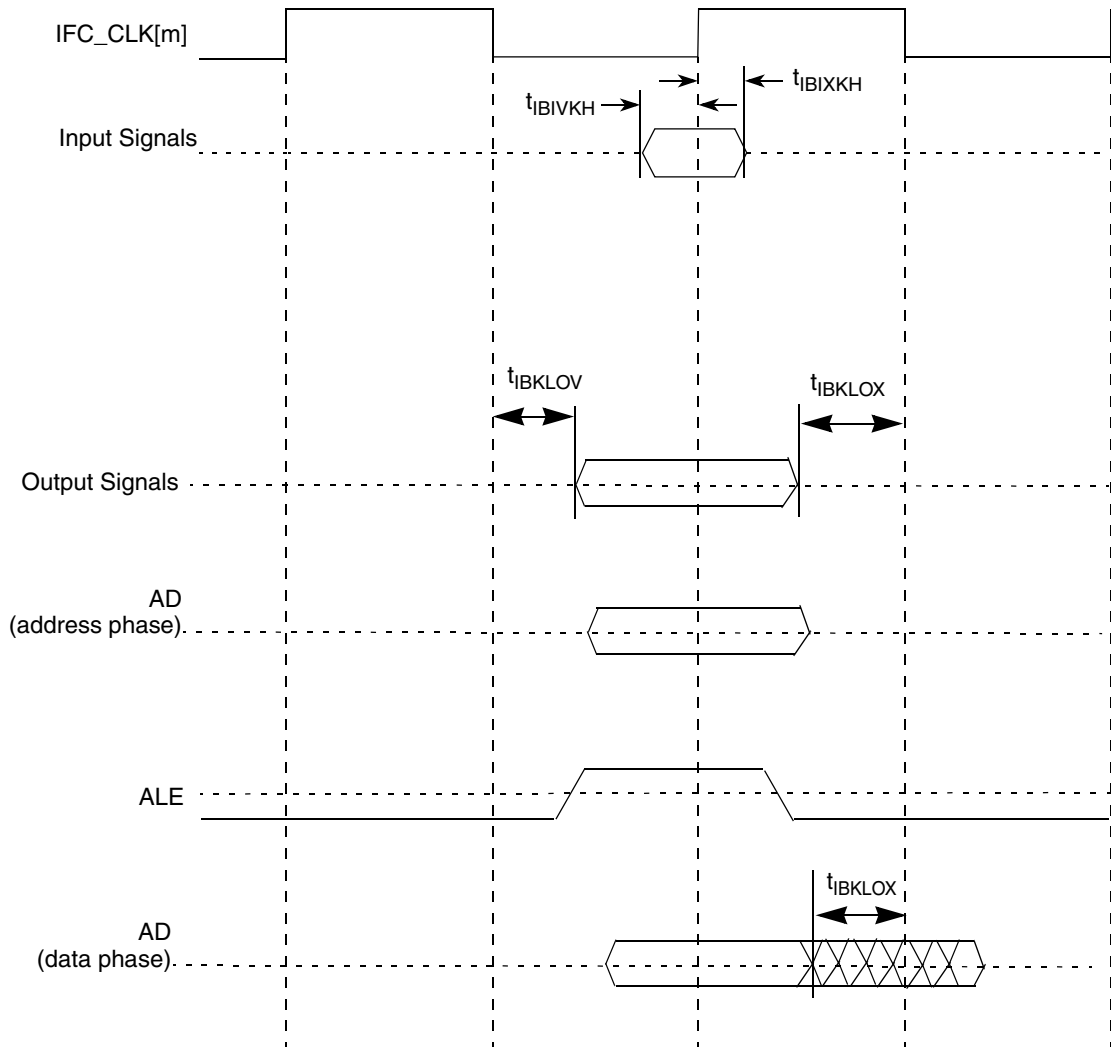 IFC_CLK[m]
tIBIXKH
tIBIVKH
Input Signals
tIBKLOV
tIBKLOX
Output Signals
AD
(address phase)
ALE
tIBKLOX
AD
(data phase)